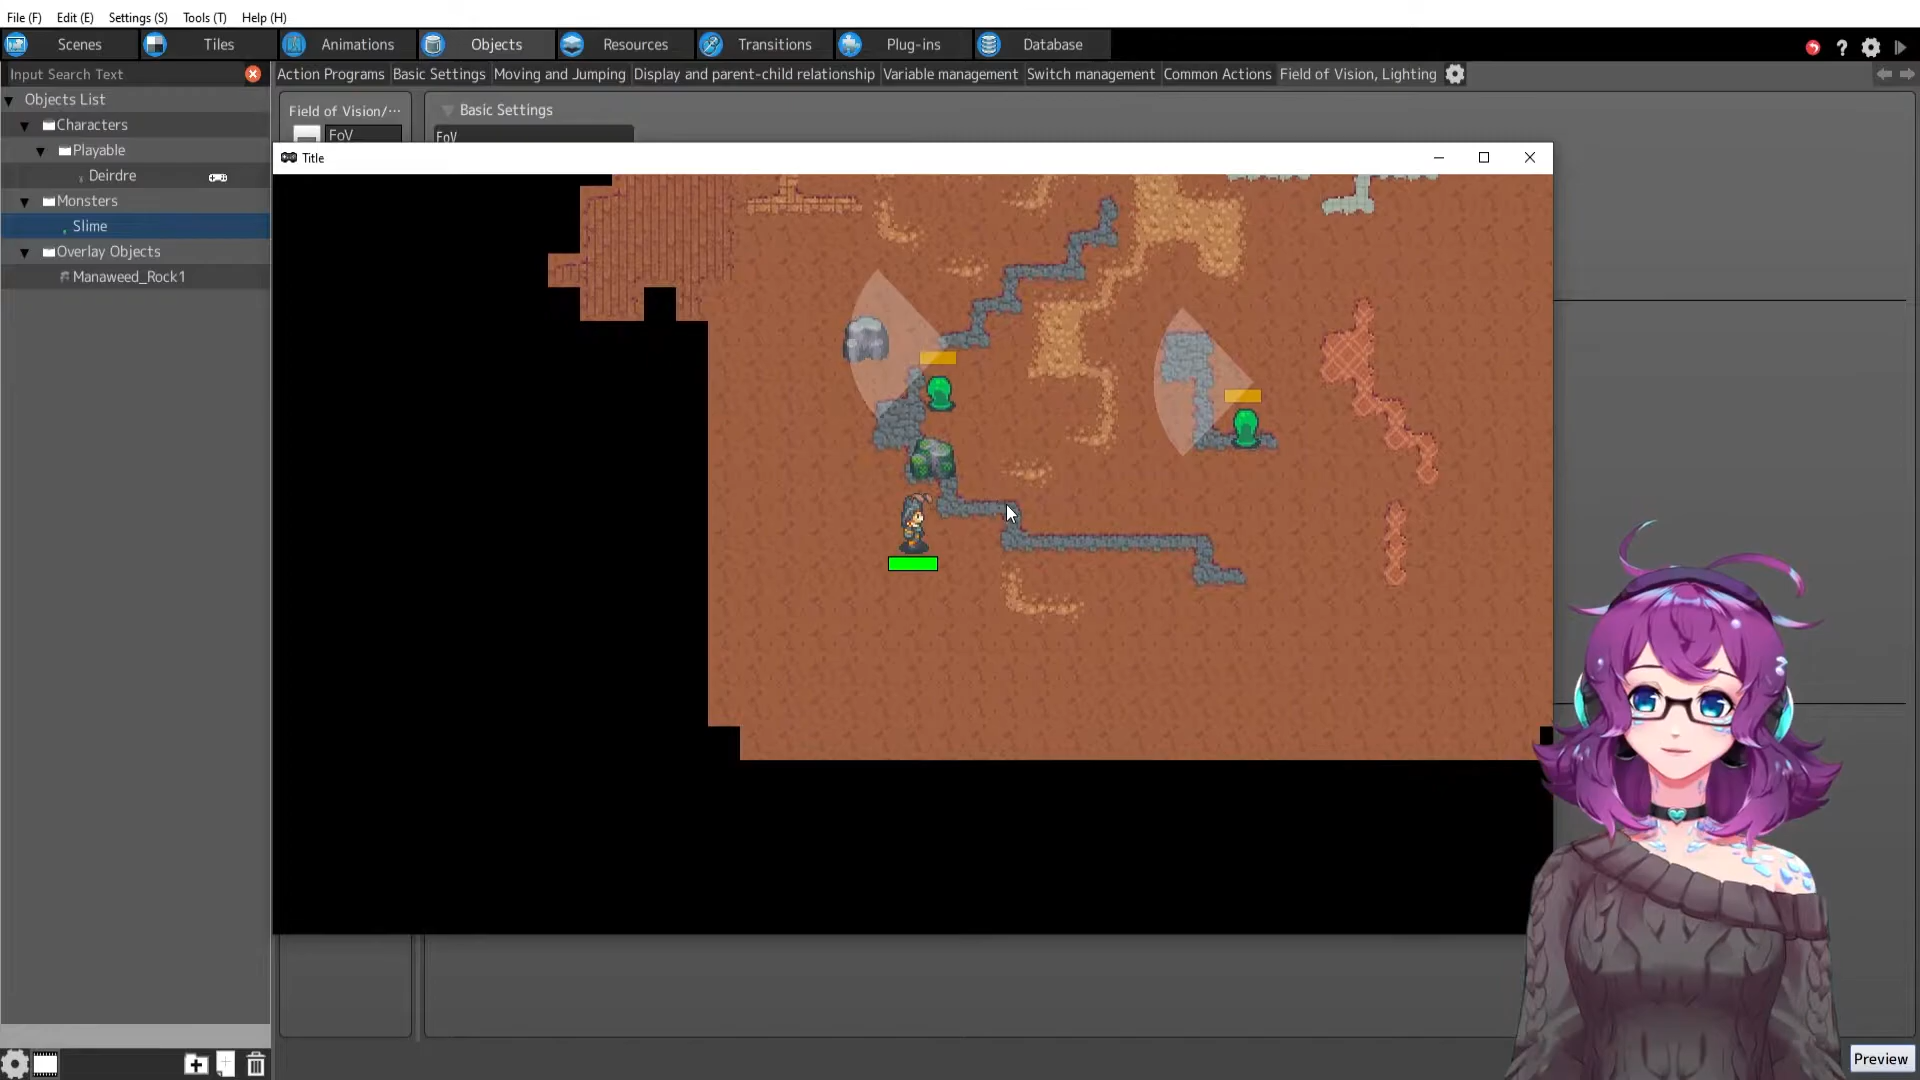 File (F) Edit (E) Settings (S) Tools (T) Help (H)
Scenes Tiles Animations Objects Resources Transitions Plug-ins Database
Input Search Text Action Programs Basic Settings Moving and Jumping Display and parent-child relationship Variable management Switch management Common Actions Field of Vision, Lighting
Objects List
Field of Vision/⋯ Basic Settings
Characters
FoV FoV
Playable
Title
Deirdre
Monsters
Slime
Overlay Objects
Manaweed_Rock1
Preview